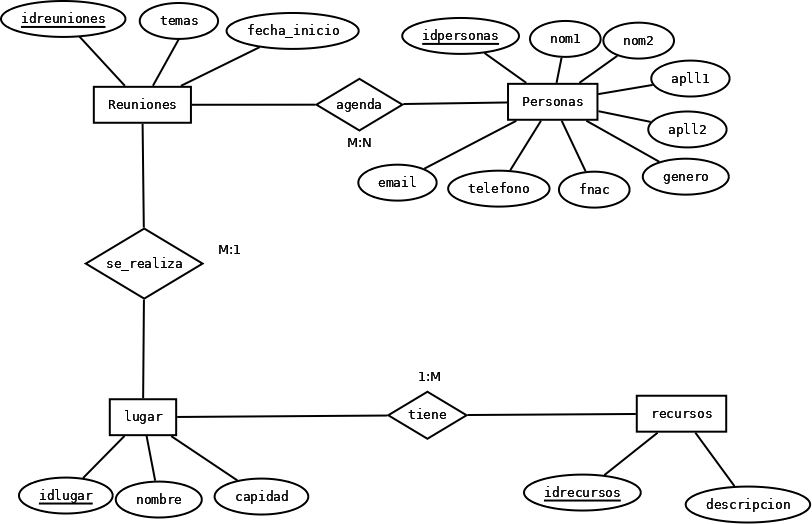 idreuniones
temas
fecha_inicio
idpersonas
nom1
nom2
Reuniones
agenda
M:N
Personas
apll1
apll2
email
telefono
fnac
genero
se_realiza
M:1
lugar
1:M
tiene
recursos
idlugar
nombre
capidad
idrecursos
descripcion